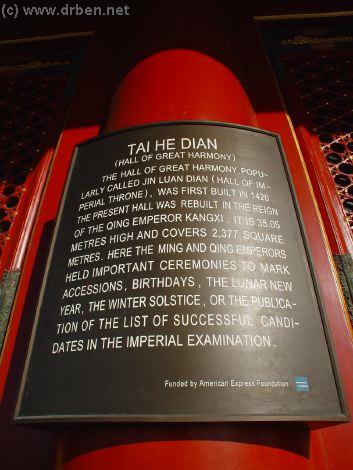 (c) www.drben.net
TAI HE DIAN
(HALL OF GREAT HARMONY)
THE HALL OF GREAT HARMONY, POPU-
LARLY CALLED JIN LUAN DIAN (HALL OF IM-
PERIAL THRONE), WAS FIRST BUILT IN 1420.
THE PRESENT HALL WAS REBUILT IN THE REIGN
OF THE QING EMPEROR KANGXI. IT IS 35.05
METRES HIGH AND COVERS 2,377 SQUARE
METRES. HERE THE MING AND QING EMPERORS
HELD IMPORTANT CEREMONIES TO MARK
ACCESSIONS, BIRTHDAYS, THE LUNAR NEW
YEAR, THE WINTER SOLSTICE, OR THE PUBLICA-
TION OF THE LIST OF SUCCESSFUL CANDI-
DATES IN THE IMPERIAL EXAMINATION.
Funded by American Express Foundation